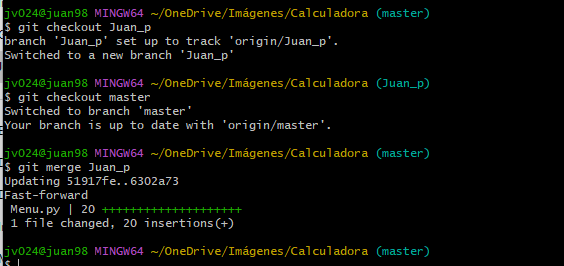 jv024@juan98 MINGW64 ~/OneDrive/Imágenes/Calculadora (master)
$ git checkout Juan_p
branch 'Juan_p' set up to track 'origin/Juan_p'.
Switched to a new branch 'Juan_p'
jv024@juan98 MINGW64 ~/OneDrive/Imágenes/Calculadora (Juan_p)
$ git checkout master
Switched to branch 'master'
Your branch is up to date with 'origin/master'.
jv024@juan98 MINGW64 ~/OneDrive/Imágenes/Calculadora (master)
$ git merge Juan_p
Updating 51917fe..6302a73
Fast-forward
Menu.py | 20 ++++++++++++++++++++
1 file changed, 20 insertions(+)
jv024@juan98 MINGW64 ~/OneDrive/Imágenes/Calculadora (master)
$